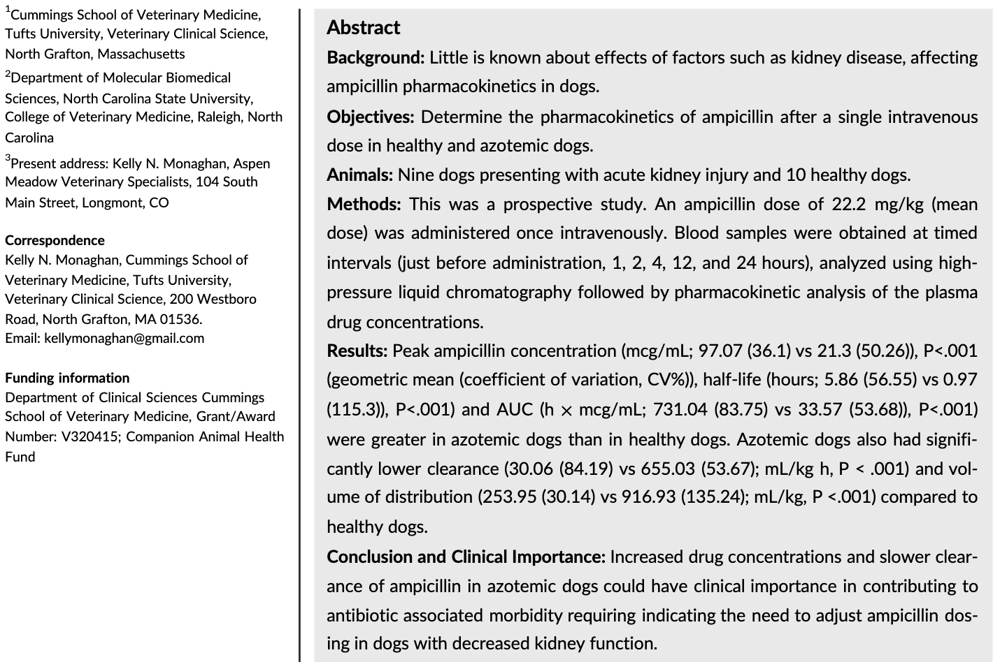 ¹Cummings School of Veterinary Medicine,
Tufts University, Veterinary Clinical Science,
North Grafton, Massachusetts
²Department of Molecular Biomedical
Sciences, North Carolina State University,
College of Veterinary Medicine, Raleigh, North
Carolina
³Present address: Kelly N. Monaghan, Aspen
Meadow Veterinary Specialists, 104 South
Main Street, Longmont, CO
Correspondence
Kelly N. Monaghan, Cummings School of
Veterinary Medicine, Tufts University,
Veterinary Clinical Science, 200 Westboro
Road, North Grafton, MA 01536.
Email: kellymonaghan@gmail.com
Funding information
Department of Clinical Sciences Cummings
School of Veterinary Medicine, Grant/Award
Number: V320415; Companion Animal Health
Fund
Abstract
Background: Little is known about effects of factors such as kidney disease, affecting
ampicillin pharmacokinetics in dogs.
Objectives: Determine the pharmacokinetics of ampicillin after a single intravenous
dose in healthy and azotemic dogs.
Animals: Nine dogs presenting with acute kidney injury and 10 healthy dogs.
Methods: This was a prospective study. An ampicillin dose of 22.2 mg/kg (mean
dose) was administered once intravenously. Blood samples were obtained at timed
intervals (just before administration, 1, 2, 4, 12, and 24 hours), analyzed using high-
pressure liquid chromatography followed by pharmacokinetic analysis of the plasma
drug concentrations.
Results: Peak ampicillin concentration (mcg/mL; 97.07 (36.1) vs 21.3 (50.26)), P<.001
(geometric mean (coefficient of variation, CV%)), half-life (hours; 5.86 (56.55) vs 0.97
(115.3)), P<.001) and AUC (h × mcg/mL; 731.04 (83.75) vs 33.57 (53.68)), P<.001)
were greater in azotemic dogs than in healthy dogs. Azotemic dogs also had signifi-
cantly lower clearance (30.06 (84.19) vs 655.03 (53.67); mL/kg h, P < .001) and vol-
ume of distribution (253.95 (30.14) vs 916.93 (135.24); mL/kg, P <.001) compared to
healthy dogs.
Conclusion and Clinical Importance: Increased drug concentrations and slower clear-
ance of ampicillin in azotemic dogs could have clinical importance in contributing to
antibiotic associated morbidity requiring indicating the need to adjust ampicillin dos-
ing in dogs with decreased kidney function.